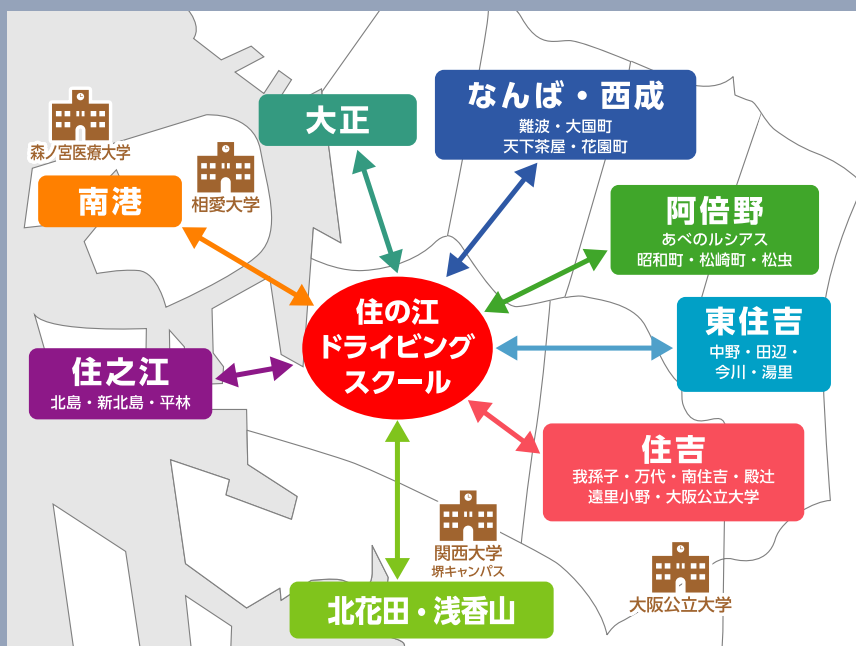 大正
なんば・西成
難波・大国町
天下茶屋・花園町
森ノ宮医療大学
相愛大学
南港
阿倍野
あべのルシアス
昭和町・松崎町・松虫
住の江
ドライビング
スクール
東住吉
中野・田辺・
今川・湯里
住之江
北島・新北島・平林
住吉
我孫子・万代・南住吉・殿辻
遠里小野・大阪公立大学
関西大学
堺キャンパス
大阪公立大学
北花田・浅香山